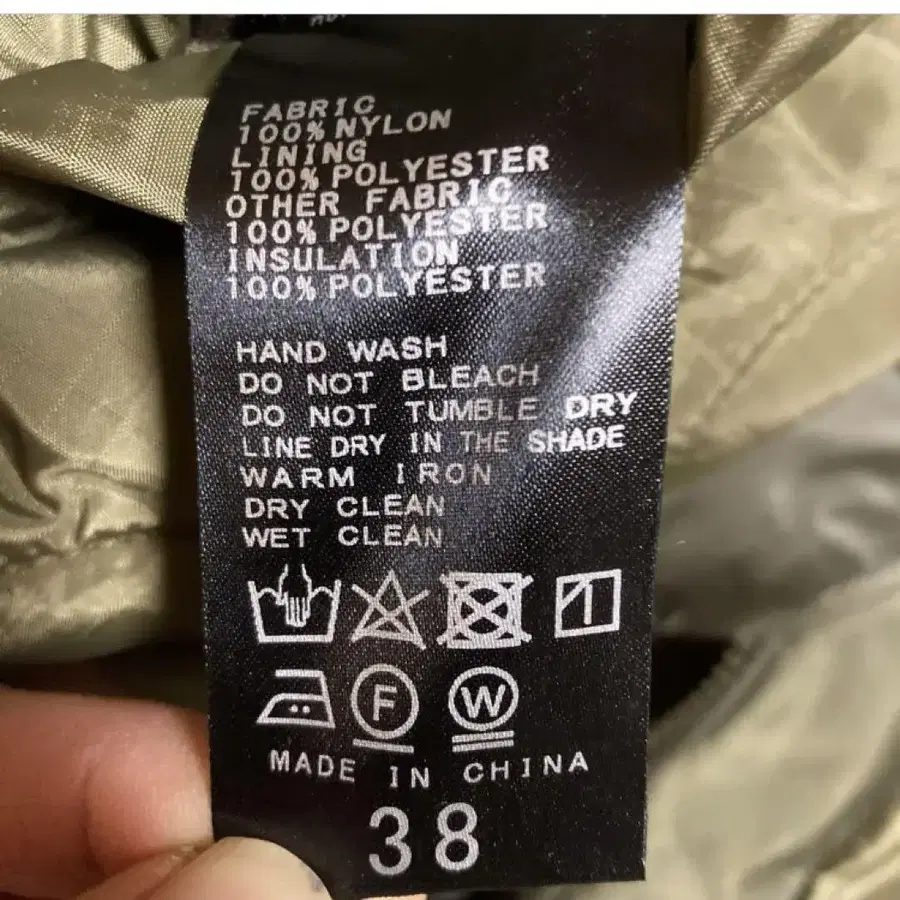 FABRIC
100% NYLON
LINING
100% POLYESTER
OTHER FABRIC
100% POLYESTER
INSULATION
100% POLYESTER
HAND WASH
DO NOT BLEACH
DO NOT TUMBLE DRY
LINE DRY IN THE SHADE
WARM IRON
DRY CLEAN
WET CLEAN
F W
MADE IN CHINA
38